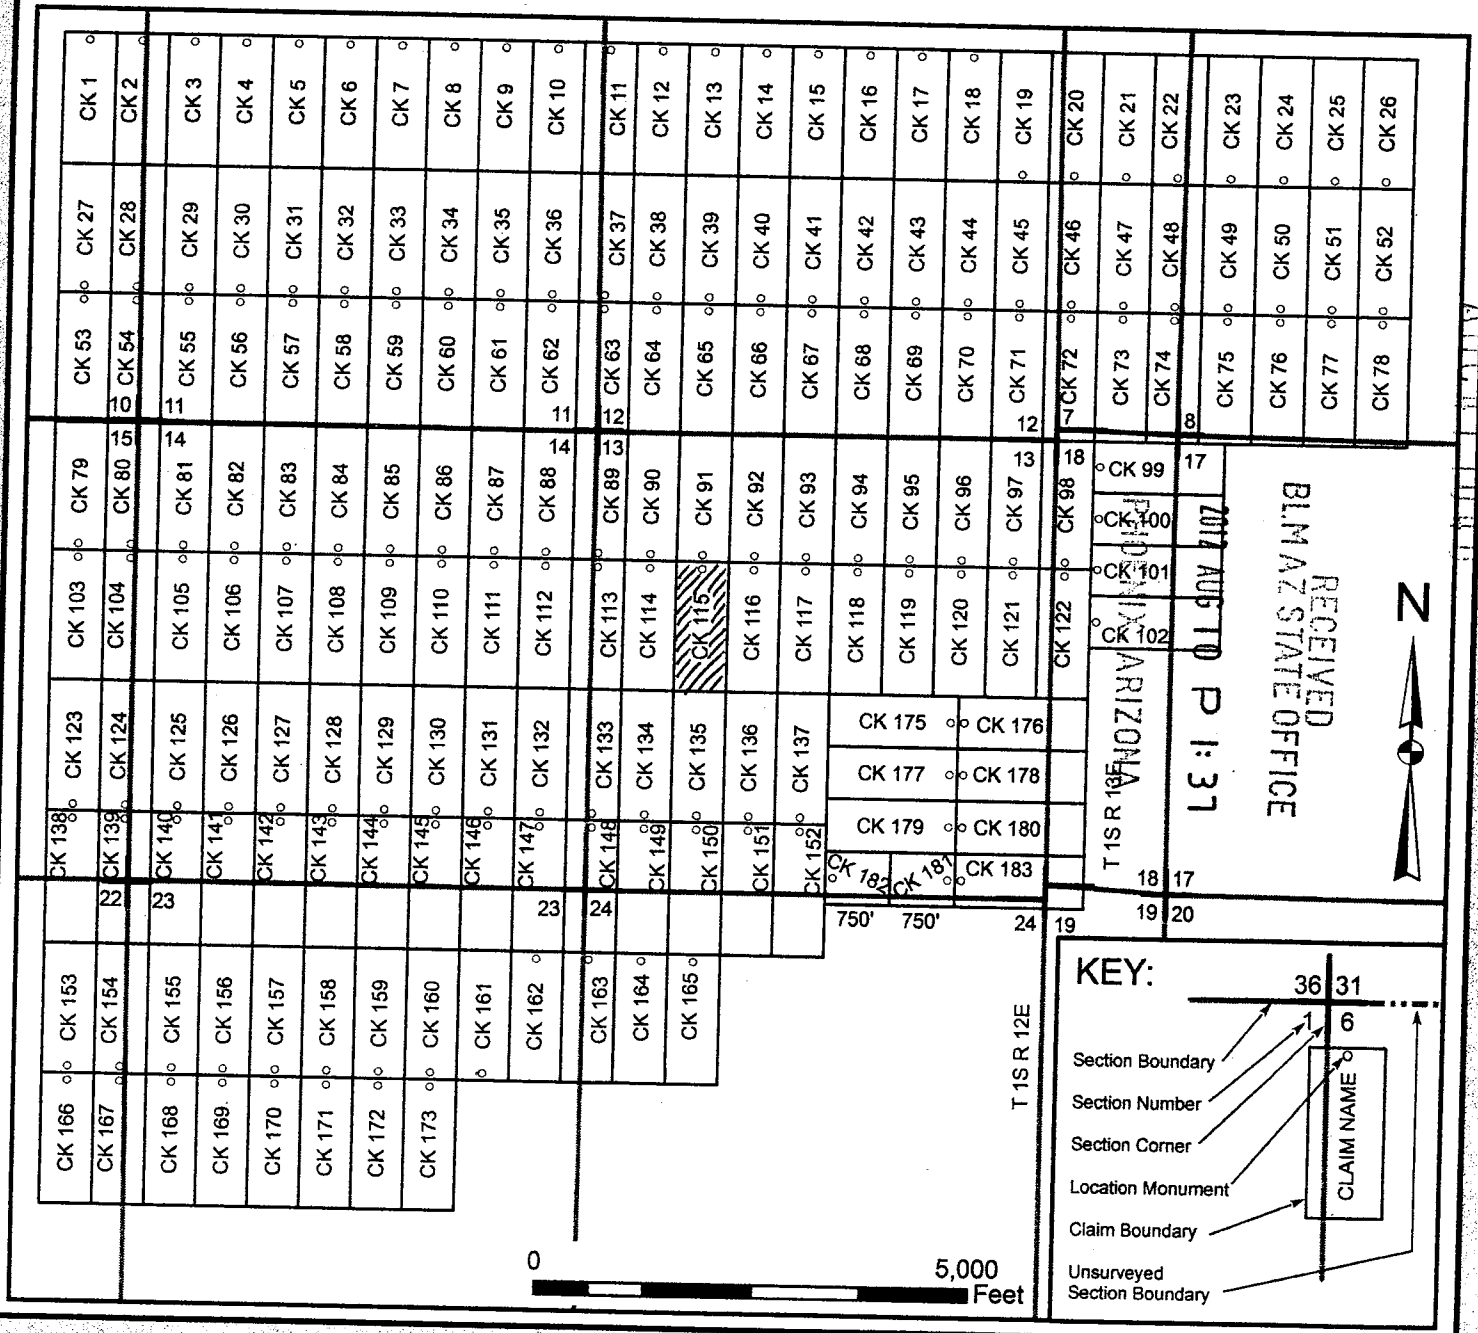 CK 1 CK 2 CK 3 CK 4 CK 5 CK 6 CK 7 CK 8 CK 9 CK 10 CK 11 CK 12 CK 13 CK 14 CK 15 CK 16 CK 17 CK 18 CK 19 CK 20 CK 21 CK 22 CK 23 CK 24 CK 25 CK 26
CK 27 CK 28 CK 29 CK 30 CK 31 CK 32 CK 33 CK 34 CK 35 CK 36 CK 37 CK 38 CK 39 CK 40 CK 41 CK 42 CK 43 CK 44 CK 45 CK 46 CK 47 CK 48 CK 49 CK 50 CK 51 CK 52
CK 53 CK 54 CK 55 CK 56 CK 57 CK 58 CK 59 CK 60 CK 61 CK 62 CK 63 CK 64 CK 65 CK 66 CK 67 CK 68 CK 69 CK 70 CK 71 CK 72 CK 73 CK 74 CK 75 CK 76 CK 77 CK 78
10 11 11 12 12 7 8
15 14 14 13 13 18 17
CK 79 CK 80 CK 81 CK 82 CK 83 CK 84 CK 85 CK 86 CK 87 CK 88 CK 89 CK 90 CK 91 CK 92 CK 93 CK 94 CK 95 CK 96 CK 97 CK 98
CK 99
CK 100
CK 101
CK 102
CK 103 CK 104 CK 105 CK 106 CK 107 CK 108 CK 109 CK 110 CK 111 CK 112 CK 113 CK 114 CK 115 CK 116 CK 117 CK 118 CK 119 CK 120 CK 121 CK 122
CK 123 CK 124 CK 125 CK 126 CK 127 CK 128 CK 129 CK 130 CK 131 CK 132 CK 133 CK 134 CK 135 CK 136 CK 137
CK 175 CK 176
CK 177 CK 178
CK 179 CK 180
CK 182 CK 181 CK 183
CK 138 CK 139 CK 140 CK 141 CK 142 CK 143 CK 144 CK 145 CK 146 CK 147 CK 148 CK 149 CK 150 CK 151 CK 152
18 17
22 23 23 24 750' 750' 24 19 19 20
CK 153 CK 154 CK 155 CK 156 CK 157 CK 158 CK 159 CK 160 CK 161 CK 162 CK 163 CK 164 CK 165
CK 166 CK 167 CK 168 CK 169 CK 170 CK 171 CK 172 CK 173
T 1S R 12E
T 1S R 13E
RECEIVED
BLM AZ STATE OFFICE
AUG 10 P 1:31
PHOENIX, ARIZONA
N
KEY:
36 31
1 6
Section Boundary
Section Number
Section Corner
Location Monument
Claim Boundary
Unsurveyed
Section Boundary
CLAIM NAME
0 5,000
Feet